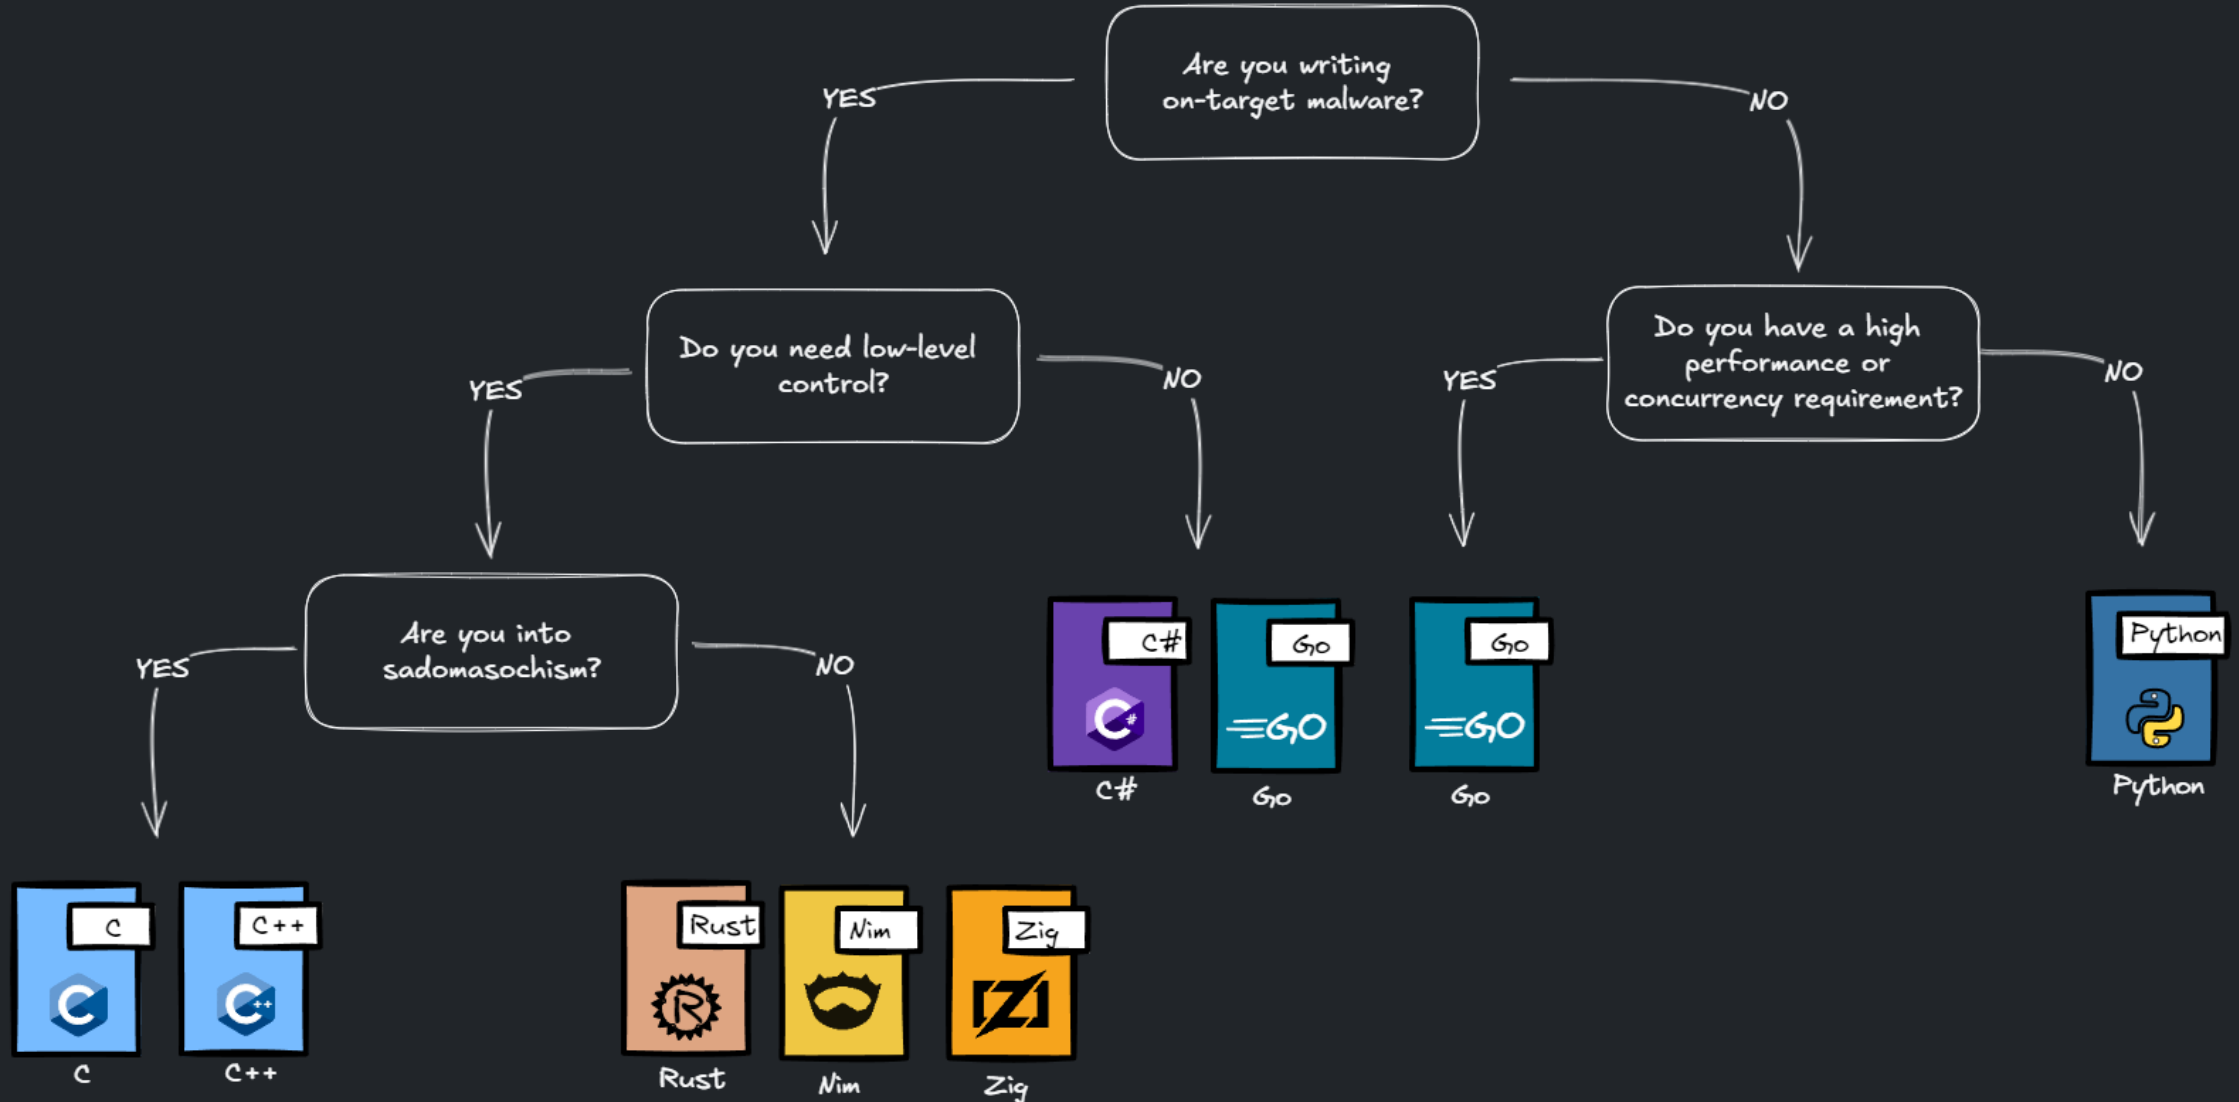 Are you writing
on-target malware?
YES
NO
Do you need low-level
control?
Do you have a high
performance or
concurrency requirement?
YES
NO
YES
NO
Are you into
sadomasochism?
YES
NO
C#
C#
C#
Go
GO
Go
Go
GO
Go
Python
Python
C
C
C
C++
C++
C++
Rust
R
Rust
Nim
Nim
Zig
Z
Zig